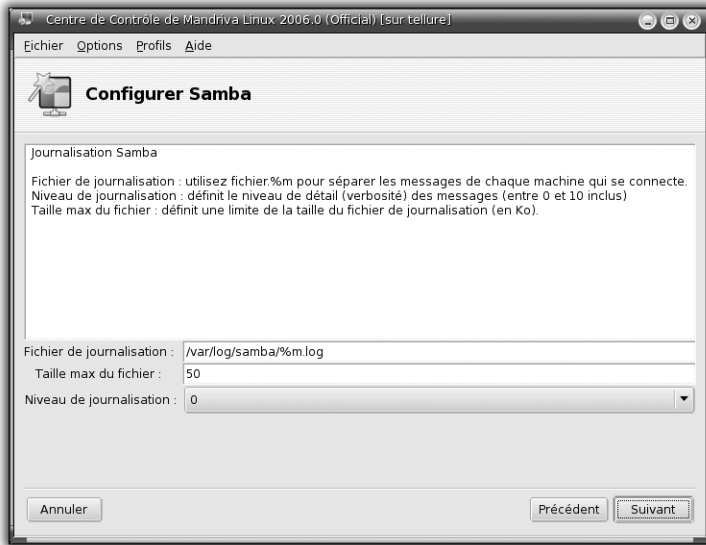 Centre de Contrôle de Mandriva Linux 2006.0 (Official) [sur tellure]
Fichier Options Profils Aide
Configurer Samba
Journalisation Samba
Fichier de journalisation : utilisez fichier.%m pour séparer les messages de chaque machine qui se connecte.
Niveau de journalisation : définit le niveau de détail (verbosité) des messages (entre 0 et 10 inclus)
Taille max du fichier : définit une limite de la taille du fichier de journalisation (en Ko).
Fichier de journalisation : /var/log/samba/%m.log
Taille max du fichier : 50
Niveau de journalisation : 0
Annuler Précédent Suivant